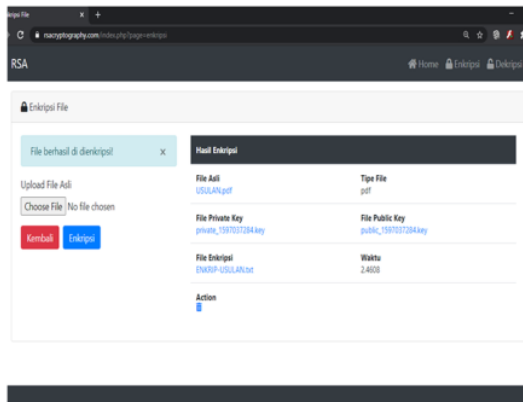 kripsi File × +
rsacryptography.com/index.php?page=enkripsi
RSA Home Enkripsi Dekripsi
Enkripsi File
File berhasil di dienkripsi! ×
Upload File Asli
Choose File No file chosen
Kembali Enkripsi
Hasil Enkripsi
File Asli Tipe File
USULAN.pdf pdf
File Private Key File Public Key
private_1597037284.key public_1597037284.key
File Enkripsi Waktu
ENKRIP-USULAN.txt 2.4608
Action